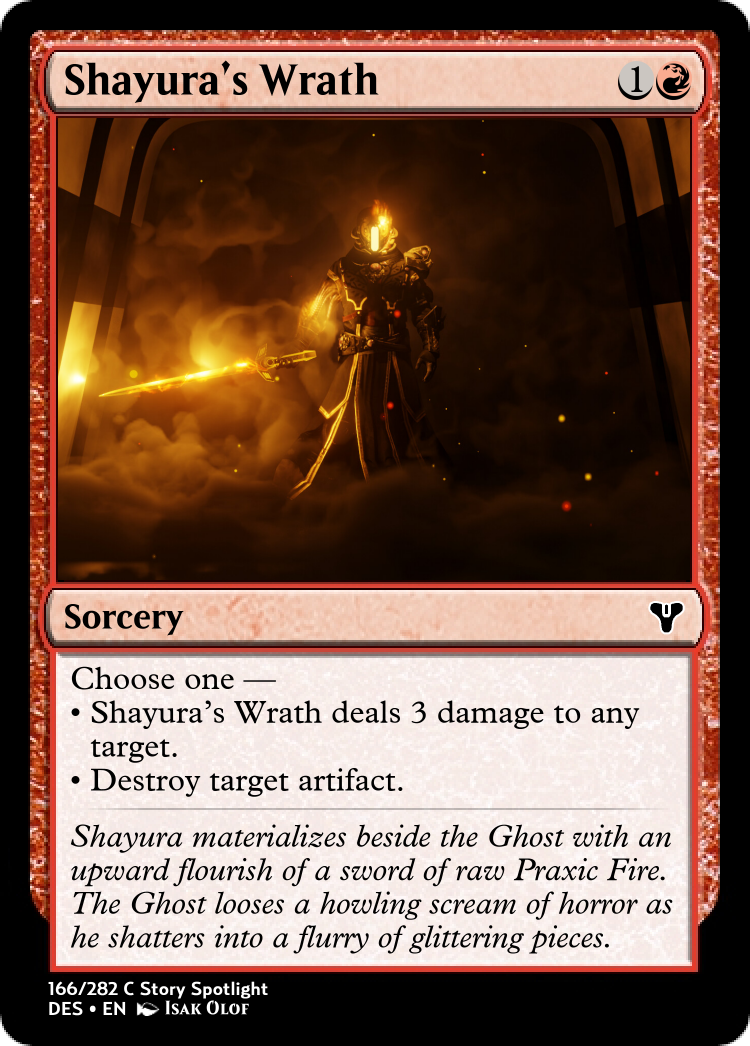 Shayura's Wrath 1
Sorcery
Choose one —
• Shayura's Wrath deals 3 damage to any
target.
• Destroy target artifact.
Shayura materializes beside the Ghost with an
upward flourish of a sword of raw Praxic Fire.
The Ghost looses a howling scream of horror as
he shatters into a flurry of glittering pieces.
166/282 C Story Spotlight
DES • EN Isak Olof